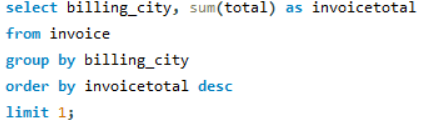 select billing_city, sum(total) as invoicetotal
from invoice
group by billing_city
order by invoicetotal desc
limit 1;